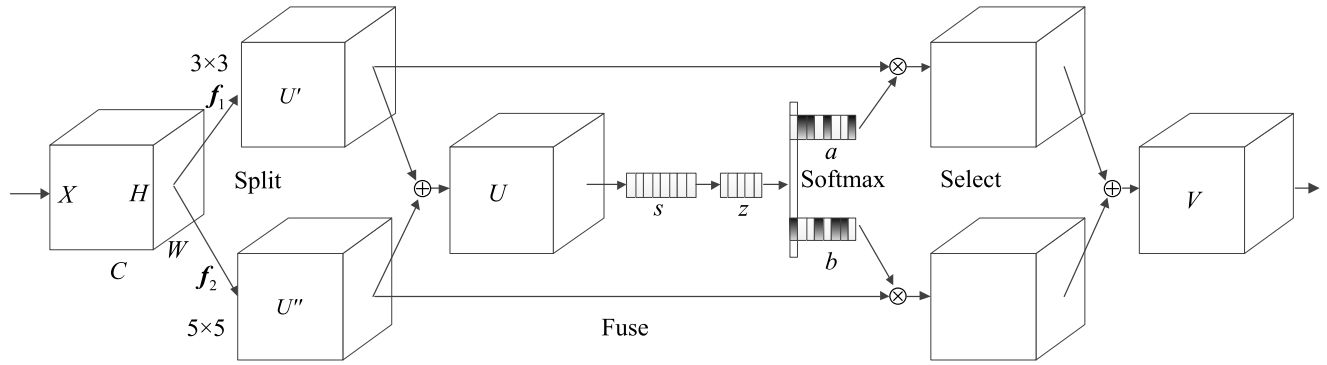 3×3
f₁
U′
X
H
W
C
Split
f₂
U″
5×5
U
s
z
a
Softmax
b
Fuse
Select
V